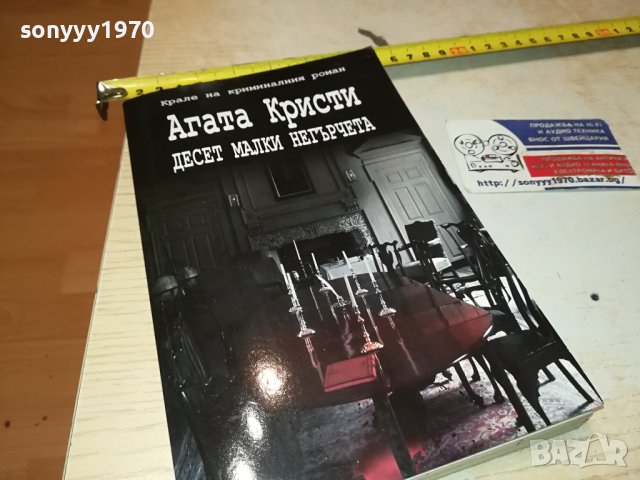 sonyyy1970
Крале на криминалния роман
Агата Кристи
ДЕСЕТ МАЛКИ НЕГЪРЧЕТА
ПРОДАЖБА НА HI-FI
И АУДИО ТЕХНИКА
ВНОС ОТ ШВЕЙЦАРИЯ
http://sonyyy1970.bazar.bg/
BAZAR